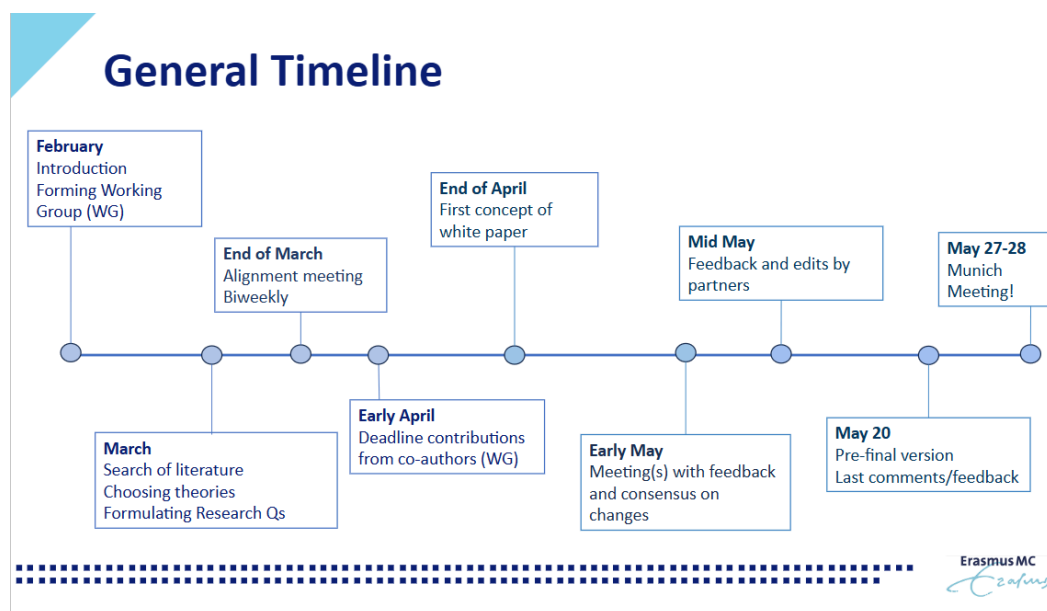 General Timeline
February
Introduction
Forming Working
Group (WG)
March
Search of literature
Choosing theories
Formulating Research Qs
End of March
Alignment meeting
Biweekly
Early April
Deadline contributions
from co-authors (WG)
End of April
First concept of
white paper
Early May
Meeting(s) with feedback
and consensus on
changes
Mid May
Feedback and edits by
partners
May 20
Pre-final version
Last comments/feedback
May 27-28
Munich
Meeting!
Erasmus MC
Erasmus